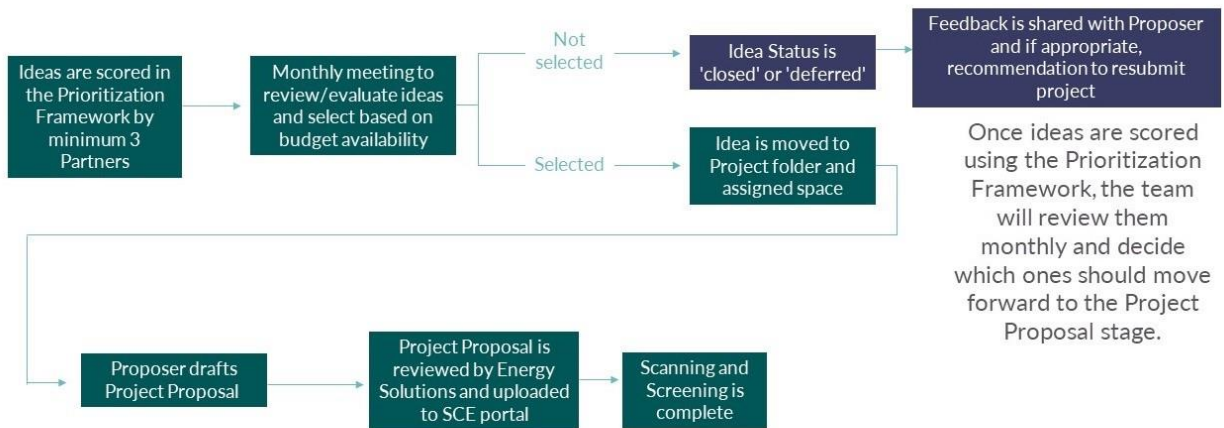 Ideas are scored in
the Prioritization
Framework by
minimum 3
Partners
Monthly meeting to
review/evaluate ideas
and select based on
budget availability
Not
selected
Idea Status is
'closed' or 'deferred'
Feedback is shared with Proposer
and if appropriate,
recommendation to resubmit
project
Selected
Idea is moved to
Project folder and
assigned space
Once ideas are scored
using the Prioritization
Framework, the team
will review them
monthly and decide
which ones should move
forward to the Project
Proposal stage.
Proposer drafts
Project Proposal
Project Proposal is
reviewed by Energy
Solutions and uploaded
to SCE portal
Scanning and
Screening is
complete